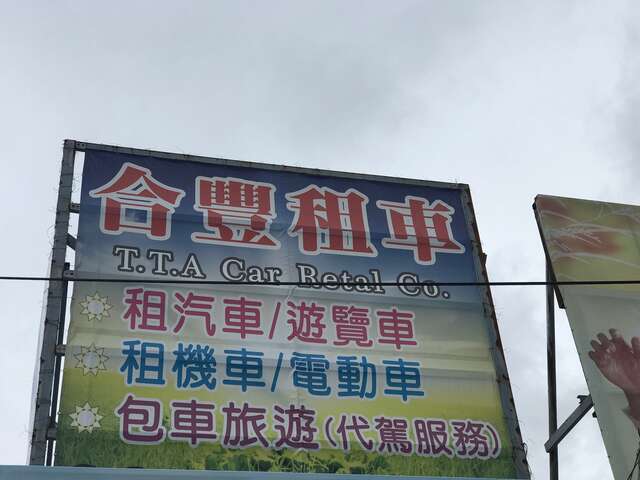 合豐租車
T.T.A Car Retal Co.
租汽車/遊覽車
租機車/電動車
包車旅遊(代駕服務)